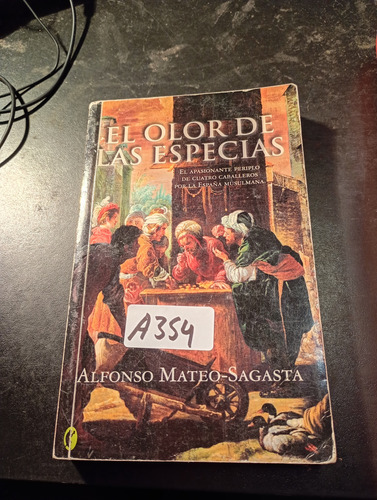 EL OLOR DE
LAS ESPECIAS
EL APASIONANTE PERIPLO
DE CUATRO CABALLEROS
POR LA ESPAÑA MUSULMANA
A354
ALFONSO MATEO-SAGASTA